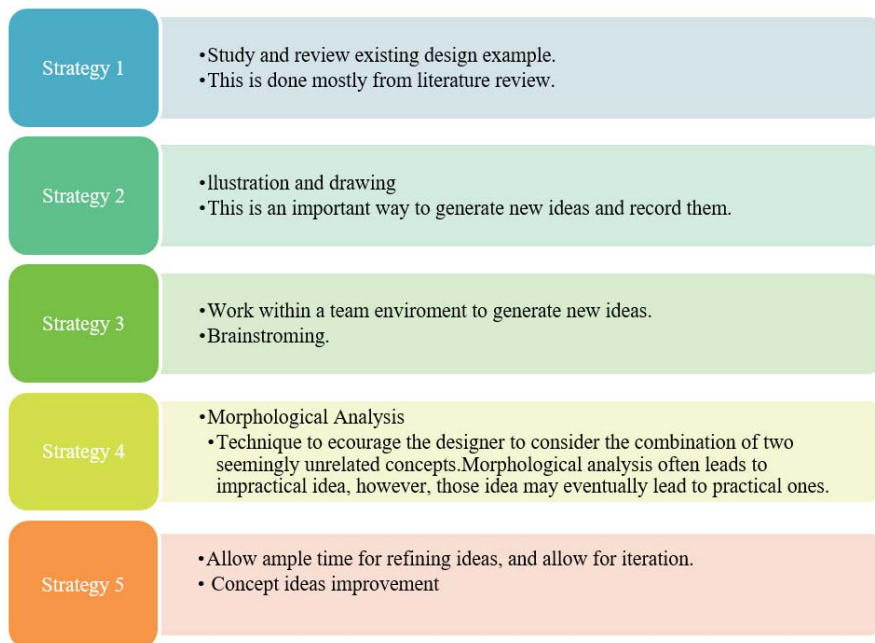 Strategy 1
•Study and review existing design example.
•This is done mostly from literature review.
Strategy 2
•llustration and drawing
•This is an important way to generate new ideas and record them.
Strategy 3
•Work within a team enviroment to generate new ideas.
•Brainstroming.
Strategy 4
•Morphological Analysis
•Technique to ecourage the designer to consider the combination of two
seemingly unrelated concepts.Morphological analysis often leads to
impractical idea, however, those idea may eventually lead to practical ones.
Strategy 5
•Allow ample time for refining ideas, and allow for iteration.
• Concept ideas improvement